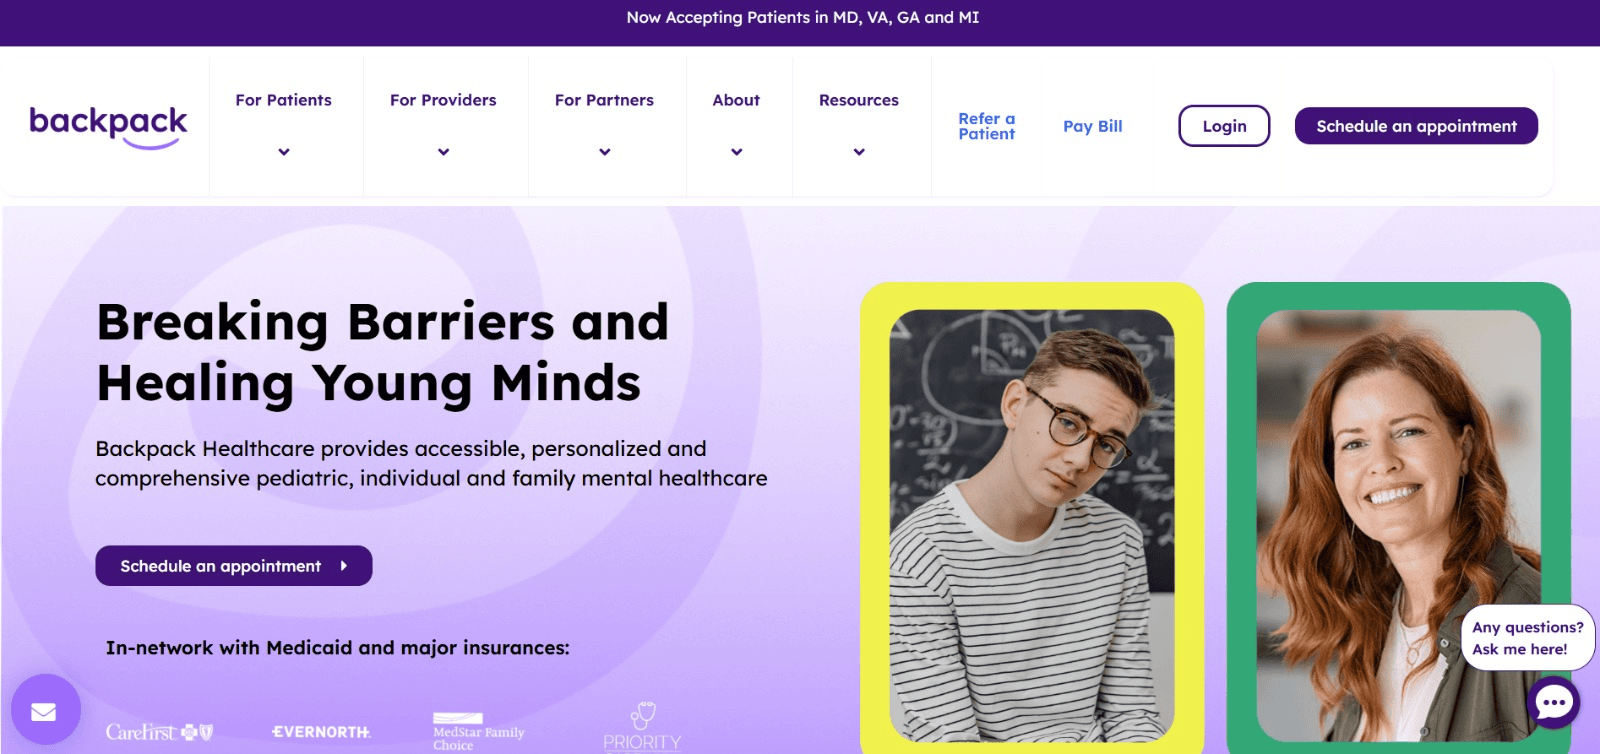 Now Accepting Patients in MD, VA, GA and MI
backpack
For Patients
For Providers
For Partners
About
Resources
Refer a
Patient
Pay Bill
Login
Schedule an appointment
Breaking Barriers and
Healing Young Minds
Backpack Healthcare provides accessible, personalized and
comprehensive pediatric, individual and family mental healthcare
Schedule an appointment
In-network with Medicaid and major insurances:
CareFirst
EVERNORTH
MedStar Family
Choice
PRIORITY
Any questions?
Ask me here!